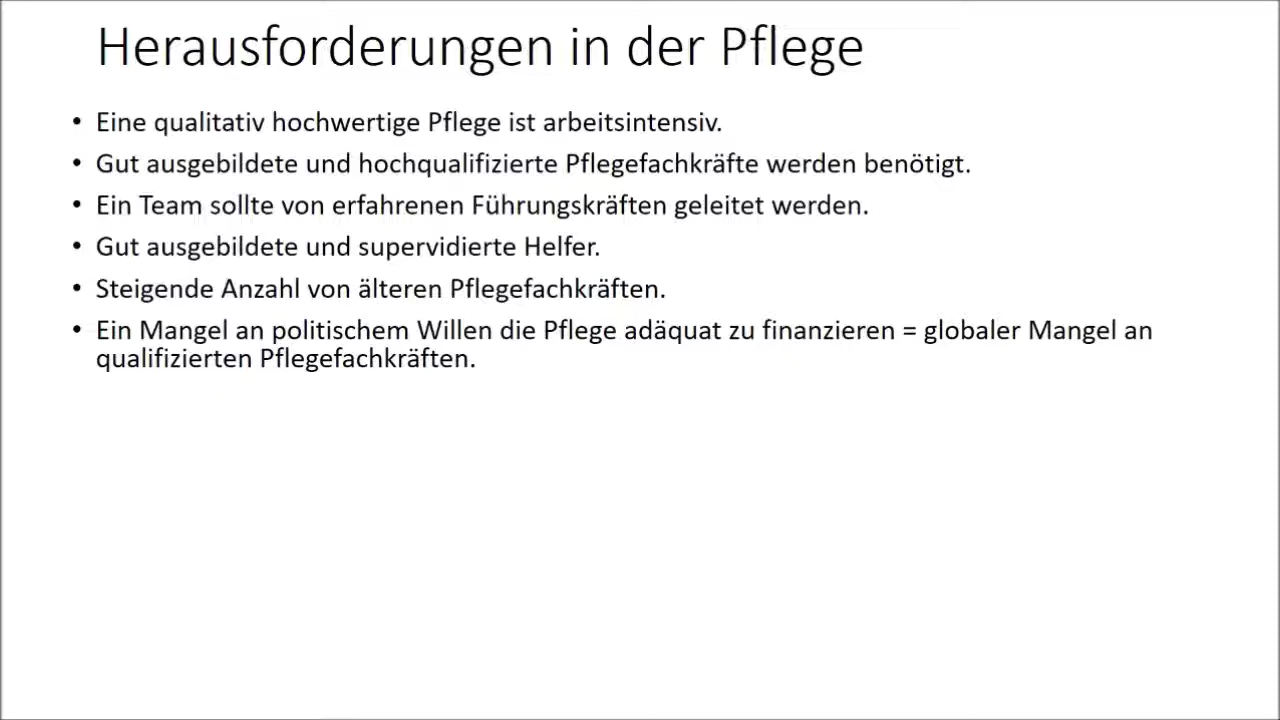 Herausforderungen in der Pflege
• Eine qualitativ hochwertige Pflege ist arbeitsintensiv.
• Gut ausgebildete und hochqualifizierte Pflegefachkräfte werden benötigt.
• Ein Team sollte von erfahrenen Führungskräften geleitet werden.
• Gut ausgebildete und supervidierte Helfer.
• Steigende Anzahl von älteren Pflegefachkräften.
• Ein Mangel an politischem Willen die Pflege adäquat zu finanzieren = globaler Mangel an
qualifizierten Pflegefachkräften.